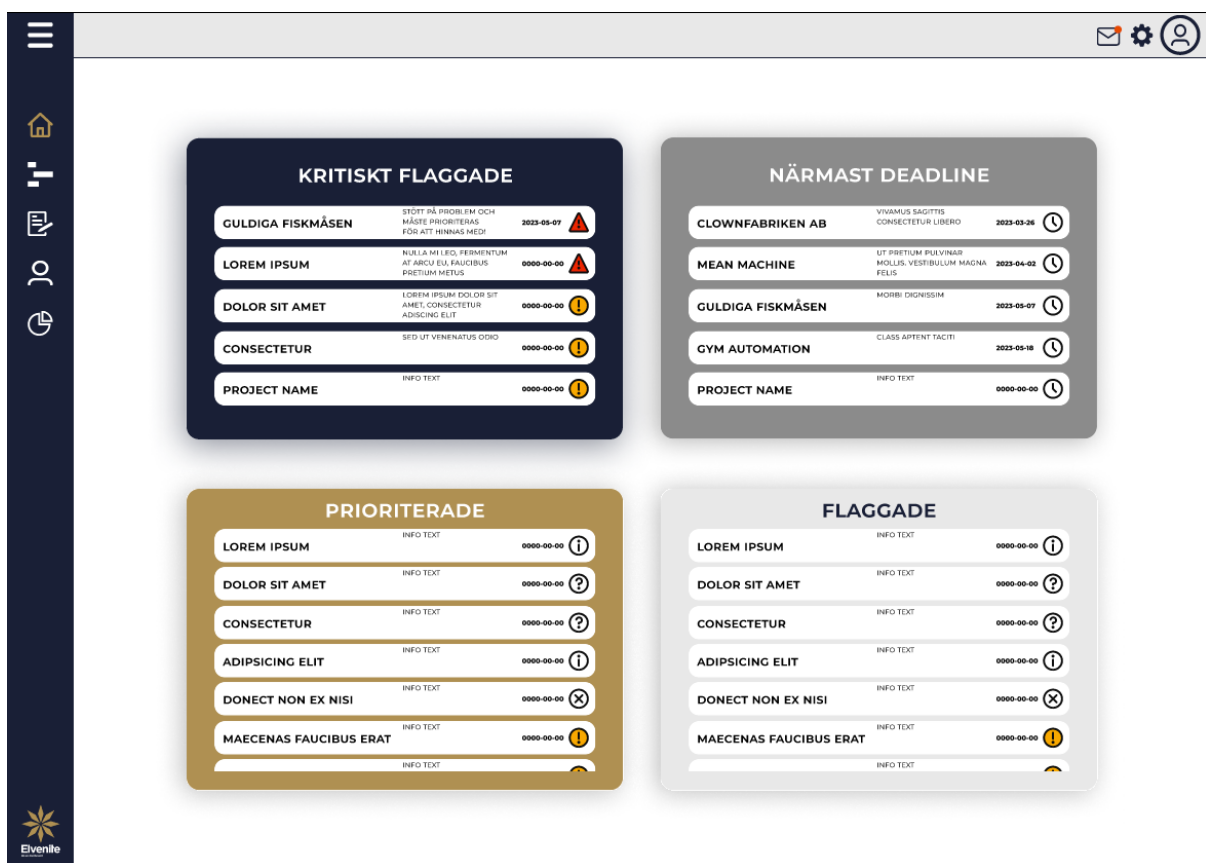 KRITISKT FLAGGADE
GULDIGA FISKMÅSEN
STÖTT PÅ PROBLEM OCH
MÅSTE PRIORITERAS
FÖR ATT HINNAS MED!
2023-05-07
LOREM IPSUM
NULLA MI LEO, FERMENTUM
AT ARCU EU, FAUCIBUS
PRETIUM METUS
0000-00-00
DOLOR SIT AMET
LOREM IPSUM DOLOR SIT
AMET, CONSECTETUR
ADISCING ELIT
0000-00-00
CONSECTETUR
SED UT VENENATUS ODIO
0000-00-00
PROJECT NAME
INFO TEXT
0000-00-00
NÄRMAST DEADLINE
CLOWNFABRIKEN AB
VIVAMUS SAGITTIS
CONSECTETUR LIBERO
2023-03-26
MEAN MACHINE
UT PRETIUM PULVINAR
MOLLIS. VESTIBULUM MAGNA
FELIS
2023-04-02
GULDIGA FISKMÅSEN
MORBI DIGNISSIM
2023-05-07
GYM AUTOMATION
CLASS APTENT TACITI
2023-05-18
PROJECT NAME
INFO TEXT
0000-00-00
PRIORITERADE
LOREM IPSUM
INFO TEXT
0000-00-00
DOLOR SIT AMET
INFO TEXT
0000-00-00
CONSECTETUR
INFO TEXT
0000-00-00
ADIPSICING ELIT
INFO TEXT
0000-00-00
DONECT NON EX NISI
INFO TEXT
0000-00-00
MAECENAS FAUCIBUS ERAT
INFO TEXT
0000-00-00
INFO TEXT
FLAGGADE
LOREM IPSUM
INFO TEXT
0000-00-00
DOLOR SIT AMET
INFO TEXT
0000-00-00
CONSECTETUR
INFO TEXT
0000-00-00
ADIPSICING ELIT
INFO TEXT
0000-00-00
DONECT NON EX NISI
INFO TEXT
0000-00-00
MAECENAS FAUCIBUS ERAT
INFO TEXT
0000-00-00
INFO TEXT
Elvenite